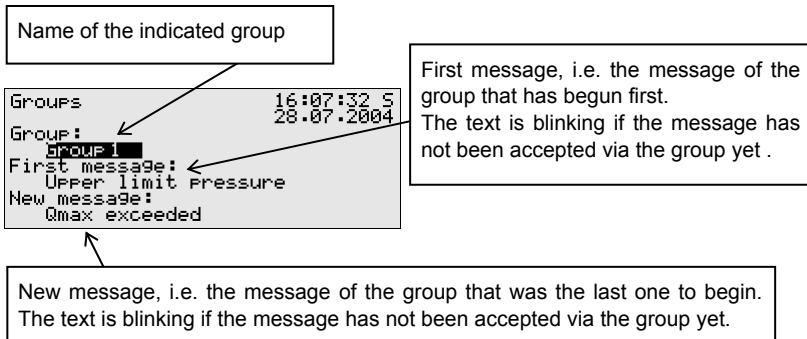 Name of the indicated group
First message, i.e. the message of the
group that has begun first.
The text is blinking if the message has
not been accepted via the group yet .
Groups 16:07:32 S
28.07.2004
Group:
Group 1
First message:
Upper limit pressure
New message:
Qmax exceeded
New message, i.e. the message of the group that was the last one to begin.
The text is blinking if the message has not been accepted via the group yet.